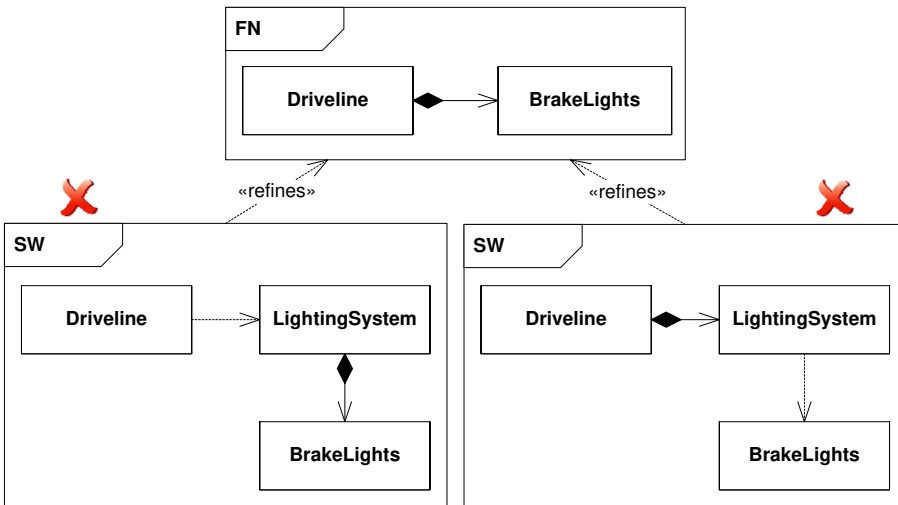 FN
Driveline
BrakeLights
«refines»
«refines»
SW
Driveline
LightingSystem
BrakeLights
SW
Driveline
LightingSystem
BrakeLights